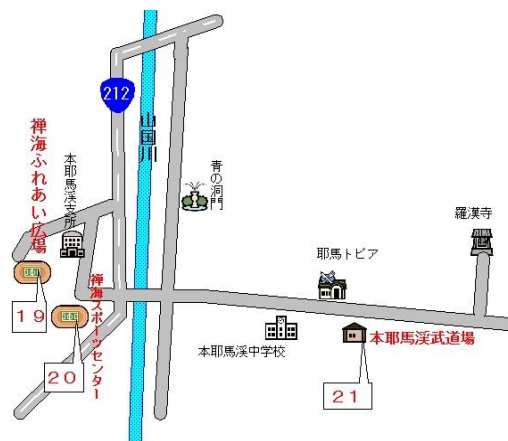 212
山国川
禅海ふれあい広場
本耶馬渓支所
青の洞門
羅漢寺
耶馬トピア
禅海スポーツセンター
19
20
本耶馬渓中学校
本耶馬渓武道場
21